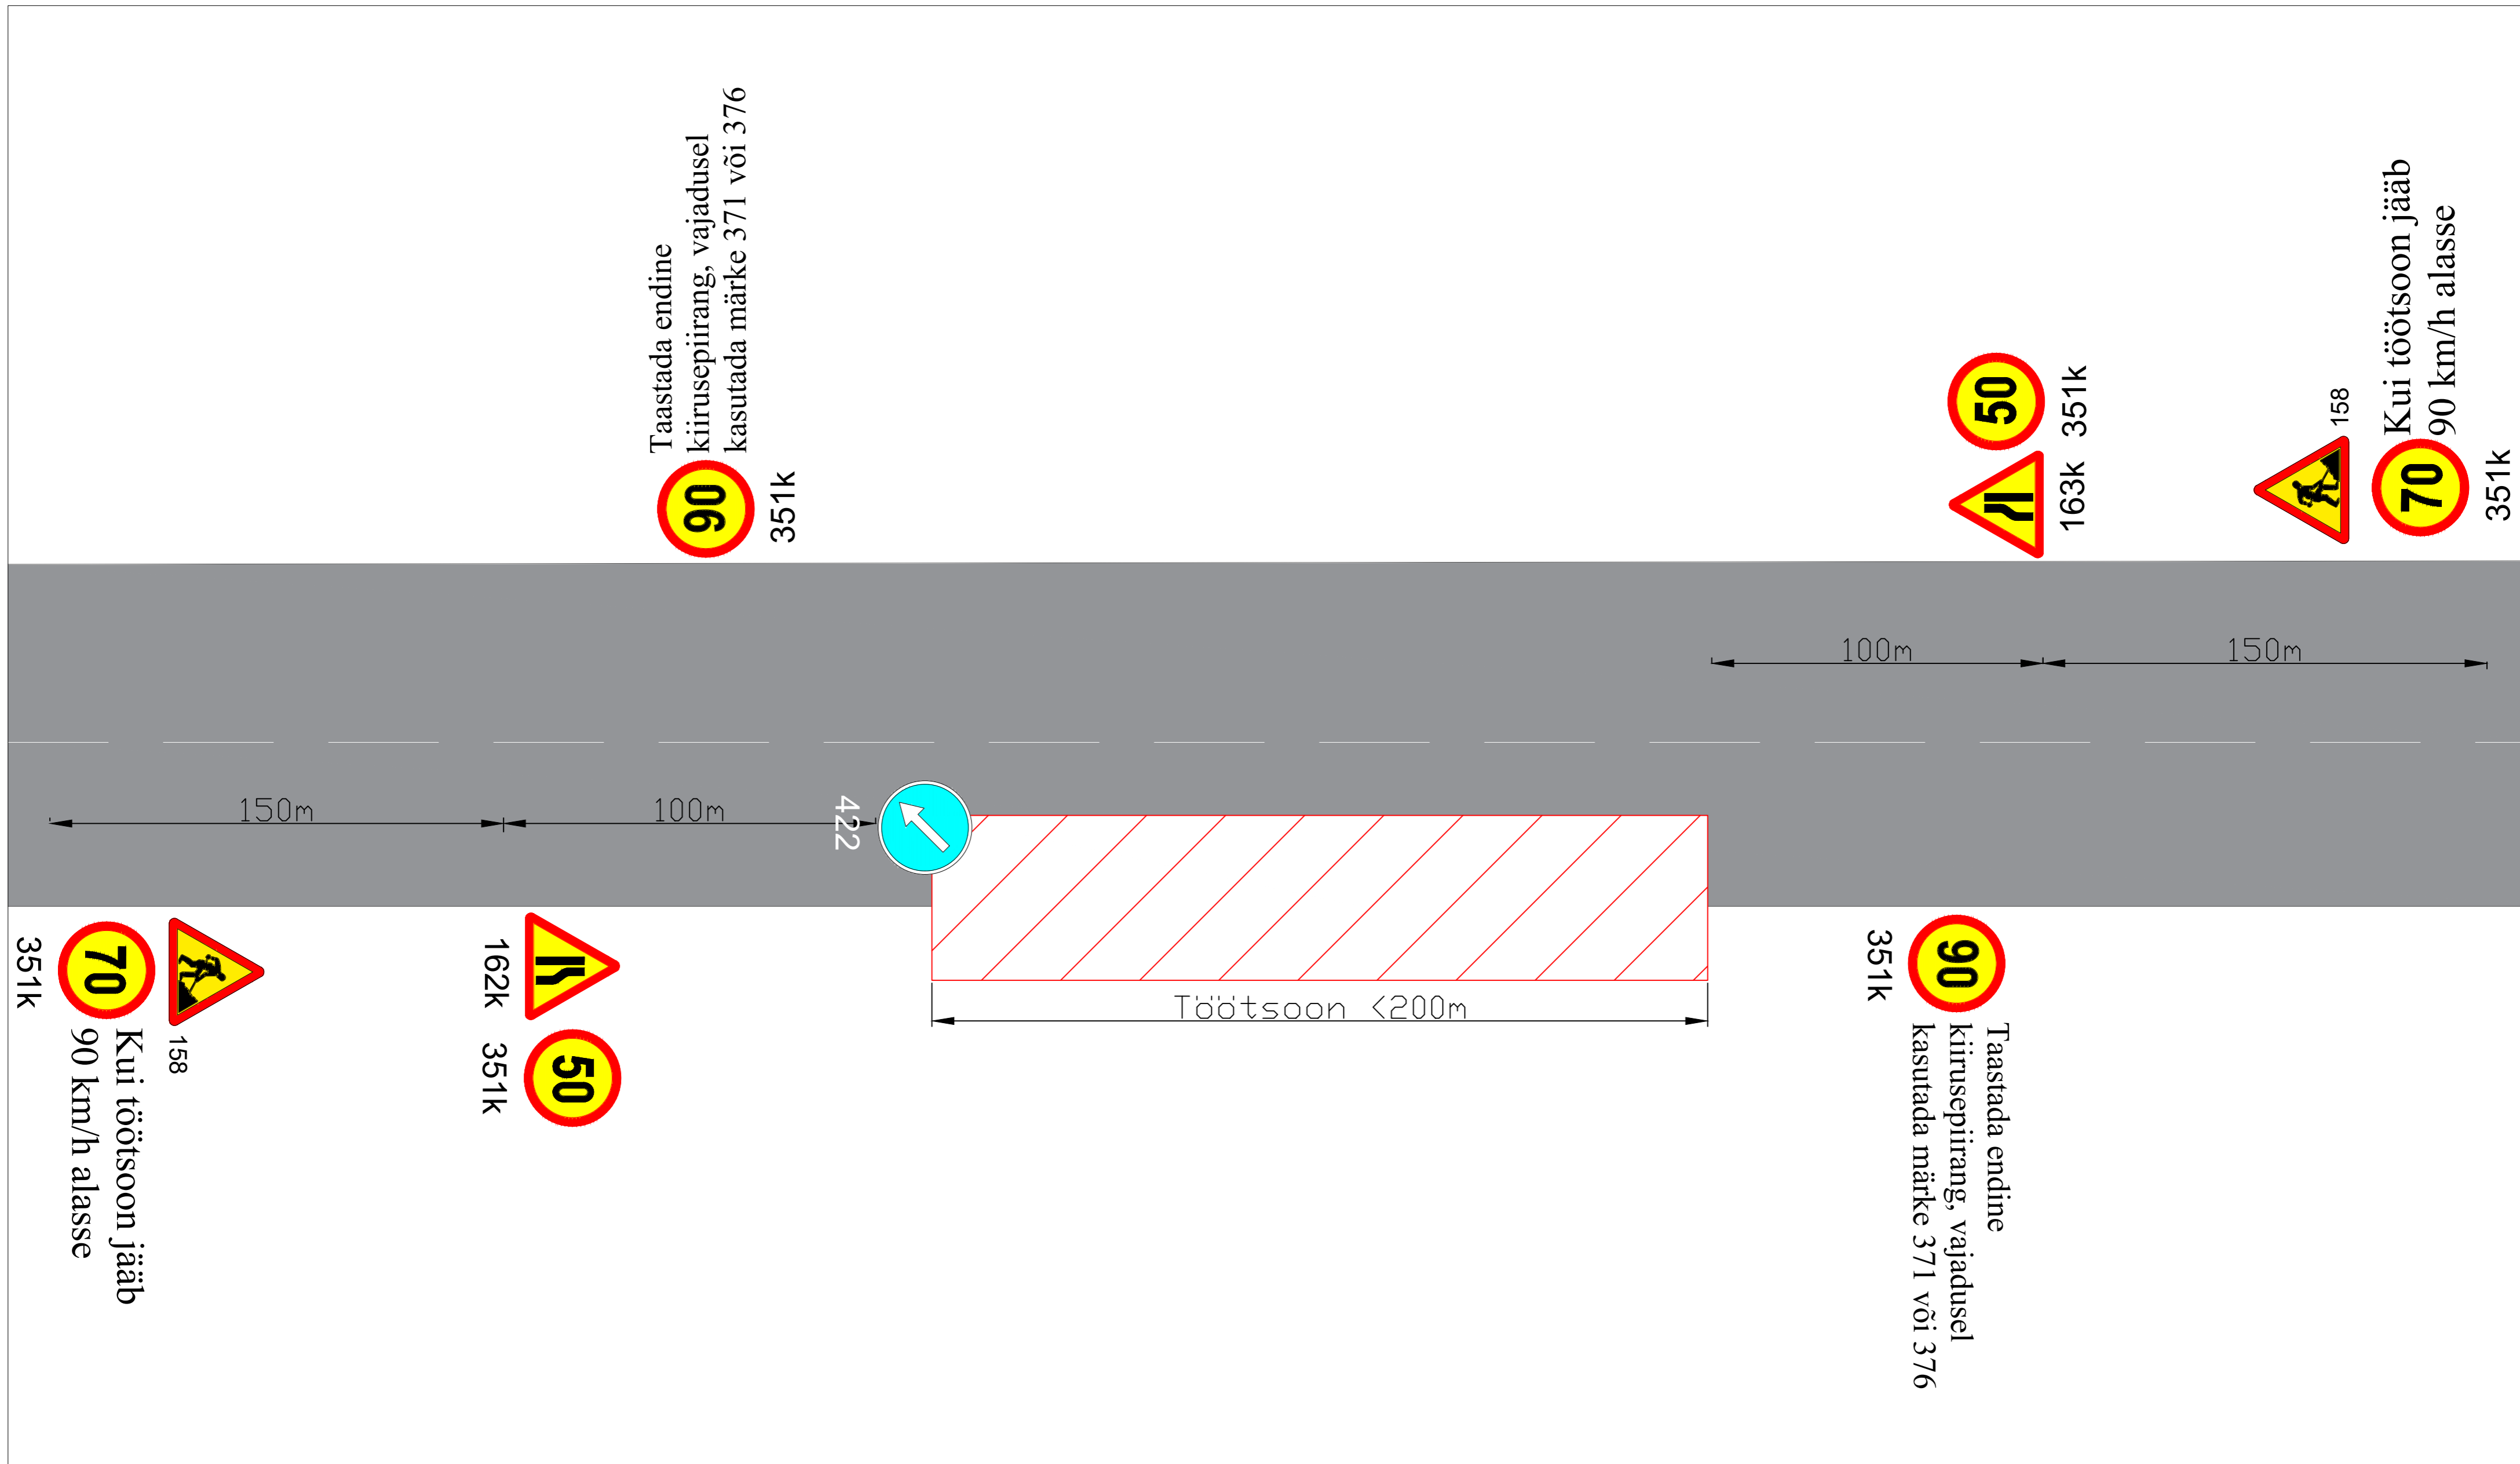 Taastada endine
kiirusepiirang, vajadusel
kasutada märke 371 või 376
90
351k
50
351k
163k
158
Kui töötsoon jääb
90 km/h alasse
70
351k
100m
150m
150m
100m
422
351k
70
158
Kui töötsoon jääb
90 km/h alasse
162k
351k
50
Töötsoon <200m
351k
90
Taastada endine
kiirusepiirang, vajadusel
kasutada märke 371 või 376